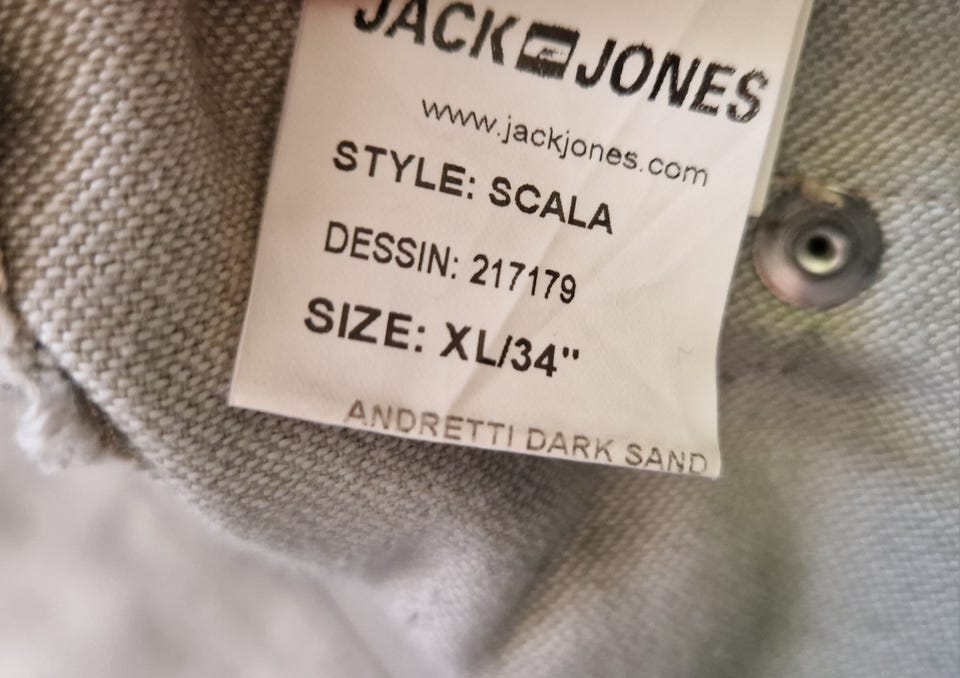 JACK JONES
www.jackjones.com
STYLE: SCALA
DESSIN: 217179
SIZE: XL/34"
ANDRETTI DARK SAND